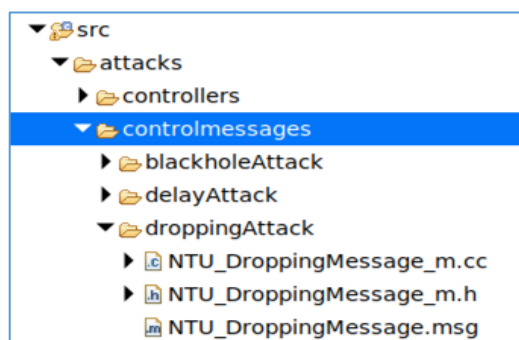 src
attacks
controllers
controlmessages
blackholeAttack
delayAttack
droppingAttack
NTU_DroppingMessage_m.cc
NTU_DroppingMessage_m.h
NTU_DroppingMessage.msg